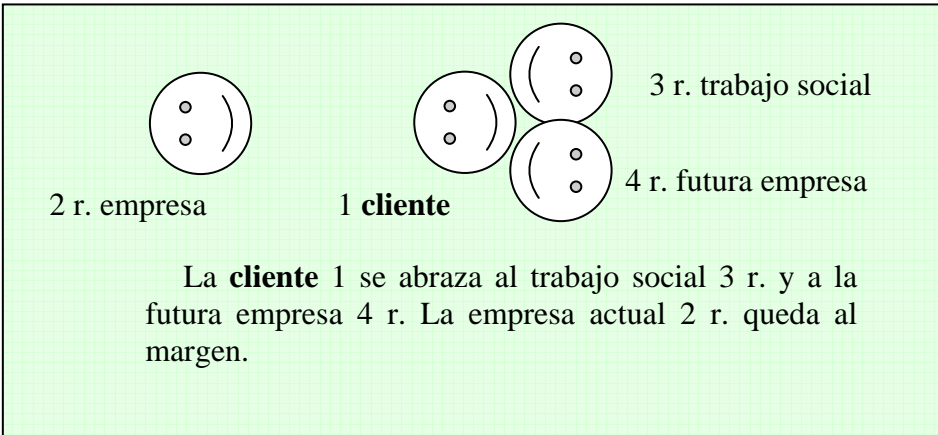 3 r. trabajo social
4 r. futura empresa
2 r. empresa
1 cliente
La cliente 1 se abraza al trabajo social 3 r. y a la
futura empresa 4 r. La empresa actual 2 r. queda al
margen.